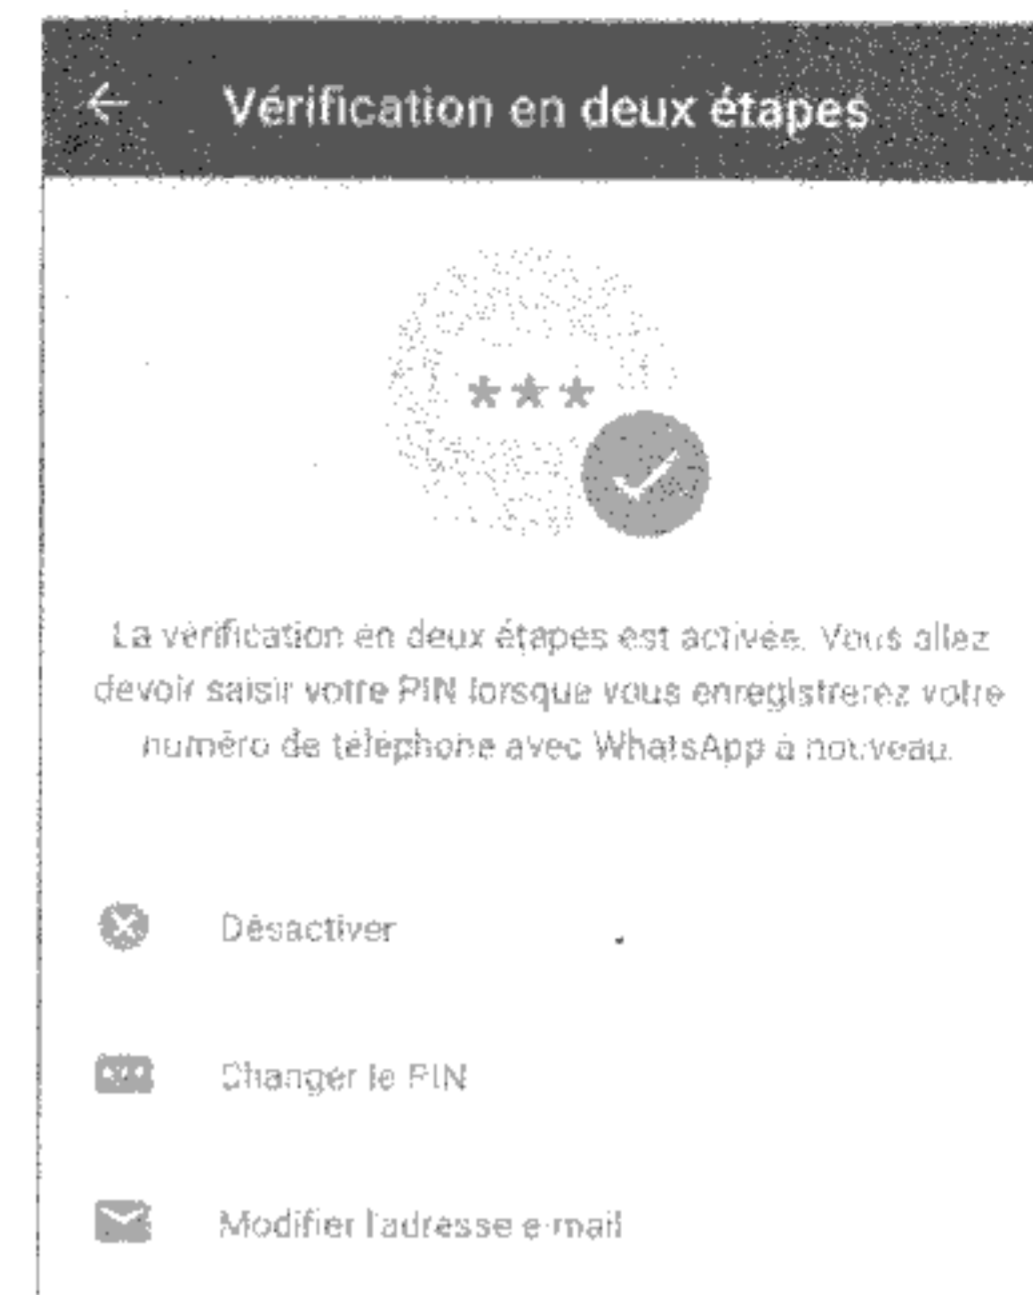 Vérification en deux étapes
***
La vérification en deux étapes est activée. Vous allez
devoir saisir votre PIN lorsque vous enregistrerez votre
numéro de téléphone avec WhatsApp à nouveau.
Désactiver
Changer le PIN
Modifier l'adresse e-mail